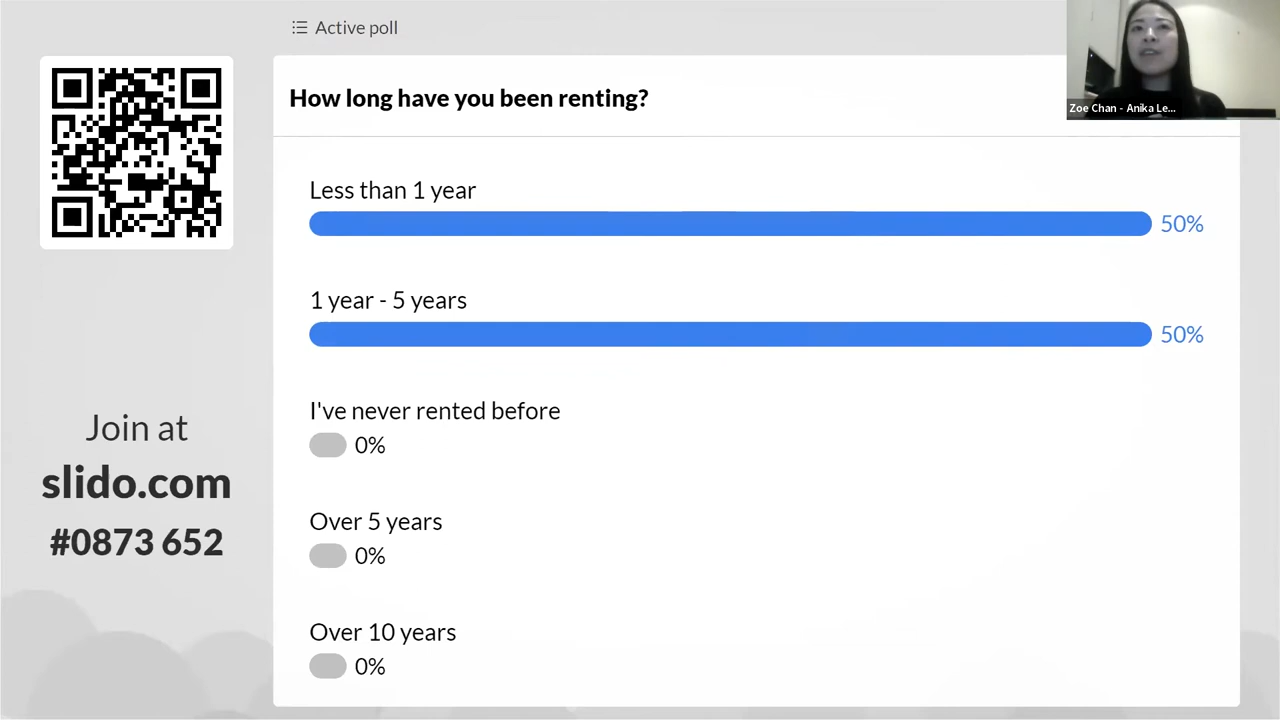 Active poll
Zoe Chan - Anika Le...
How long have you been renting?
Less than 1 year
50%
1 year - 5 years
50%
I've never rented before
0%
Over 5 years
0%
Over 10 years
0%
Join at
slido.com
#0873 652